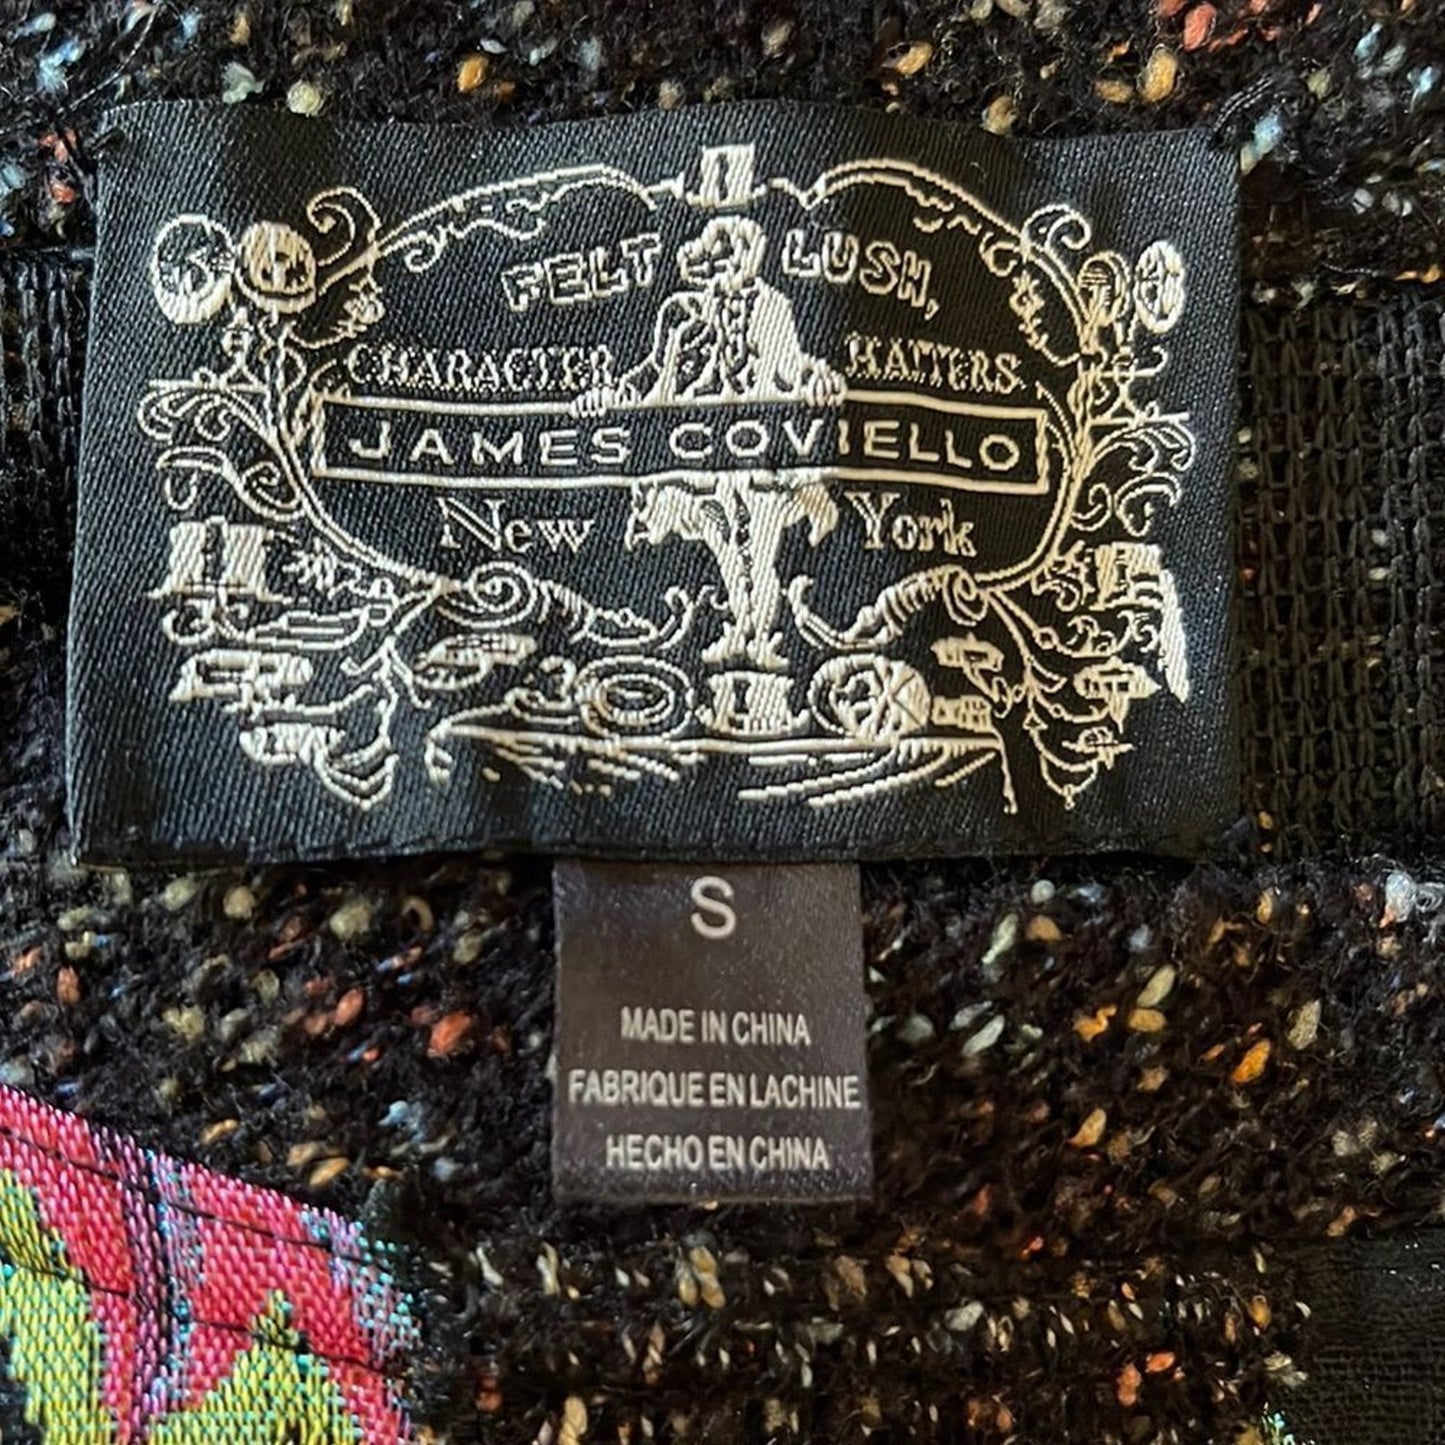 FELT LUSH,
CHARACTER HATTERS
JAMES COVIELLO
New York
S
MADE IN CHINA
FABRIQUE EN LACHINE
HECHO EN CHINA